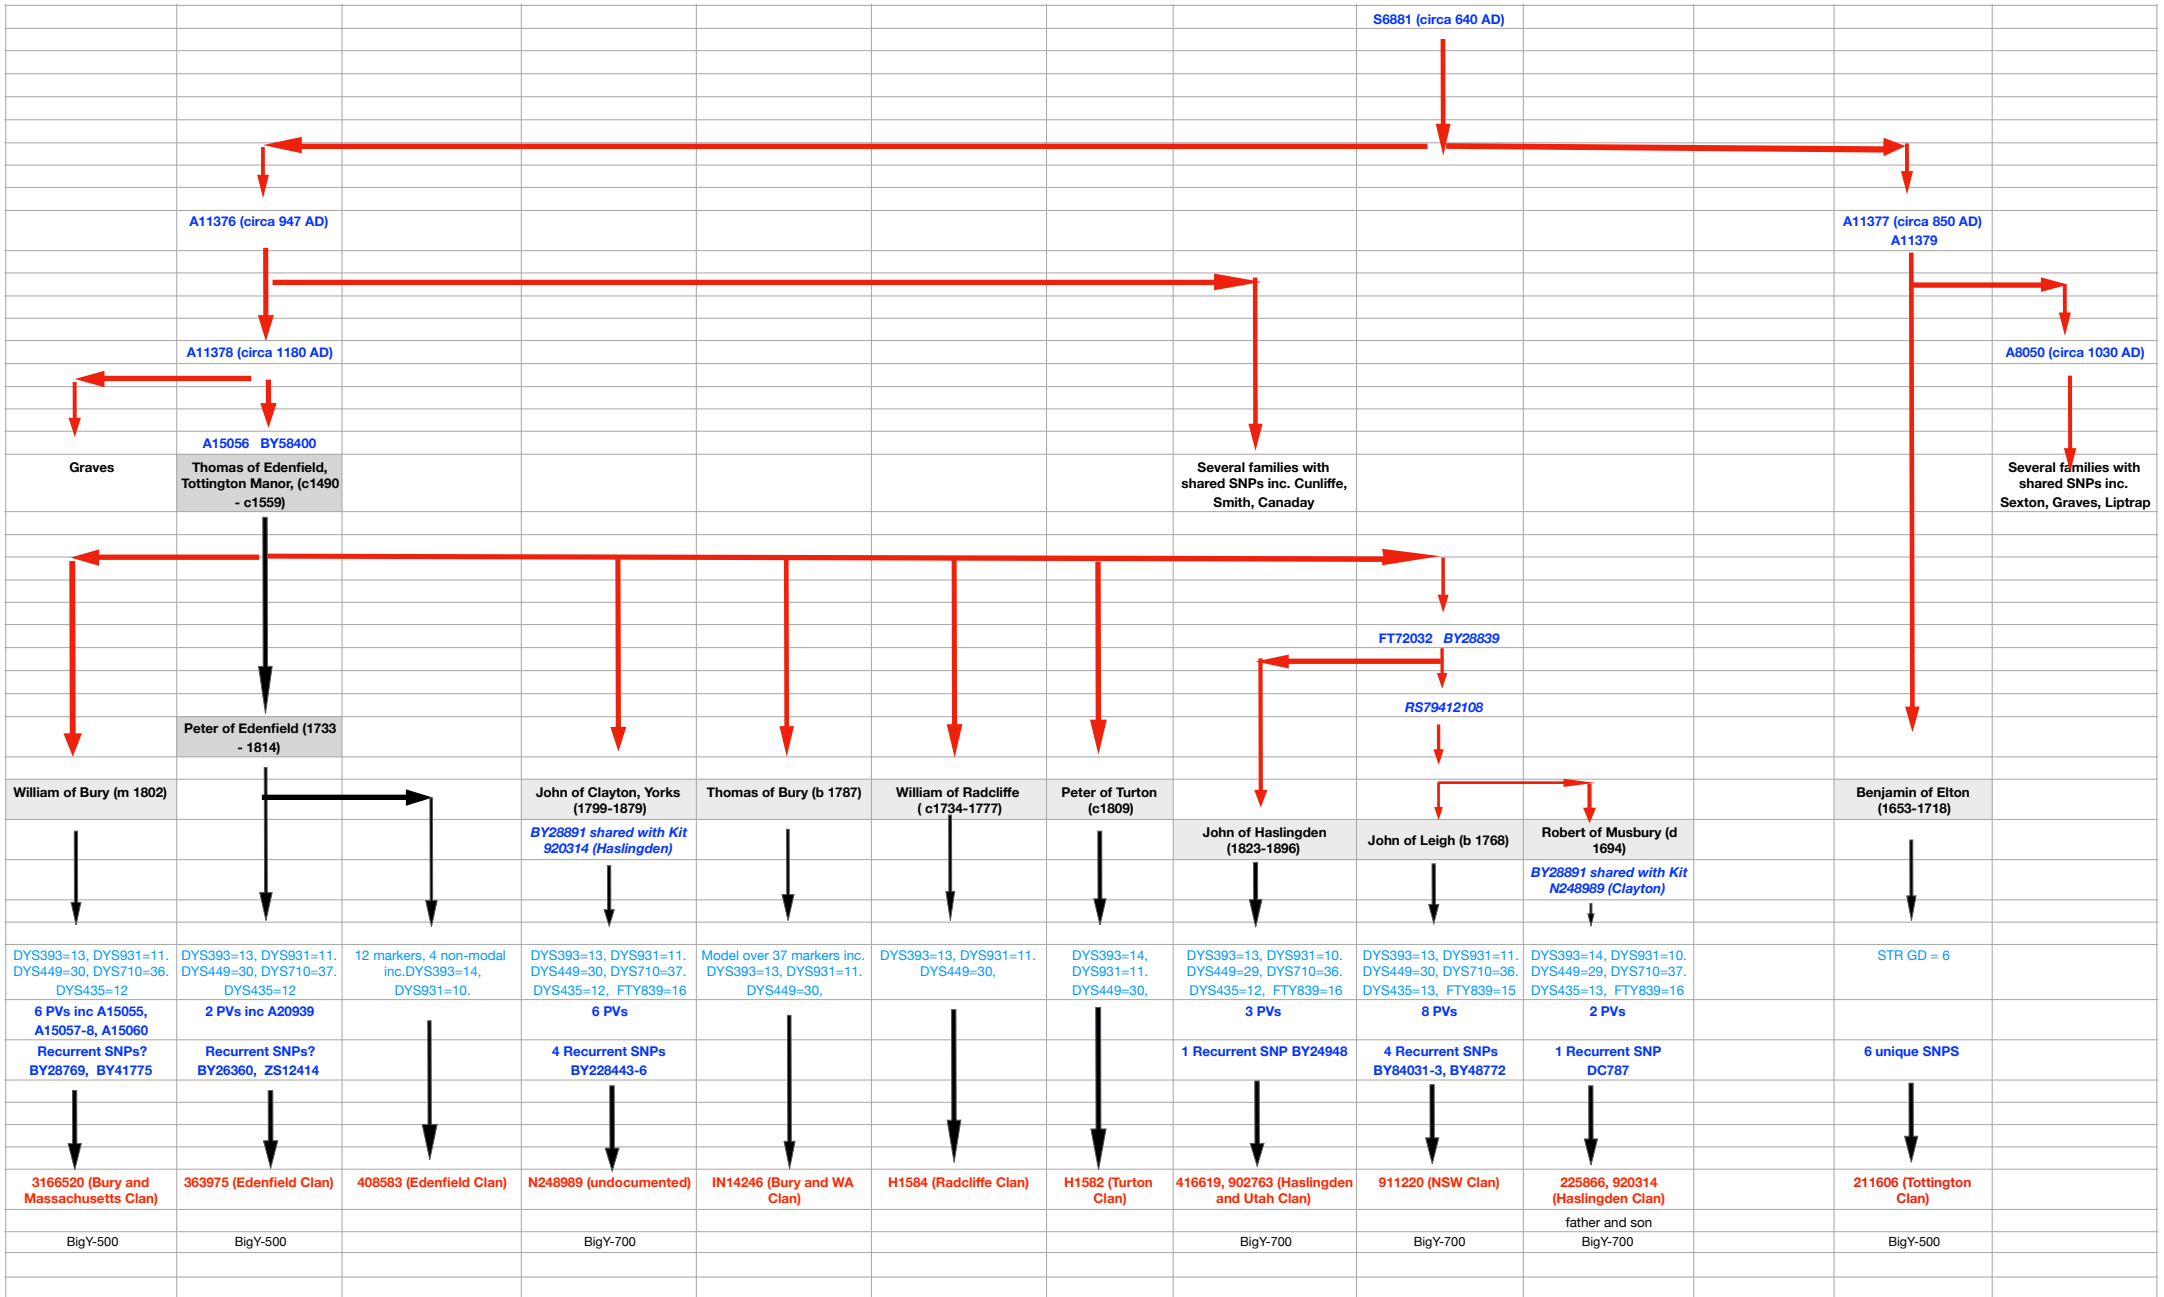 S6881 (circa 640 AD)
A11376 (circa 947 AD)
A11377 (circa 850 AD)
A11379
A11378 (circa 1180 AD)
A8050 (circa 1030 AD)
A15056 BY58400
Graves
Thomas of Edenfield,
Tottington Manor, (c1490
- c1559)
Several families with
shared SNPs inc. Cunliffe,
Smith, Canaday
Several families with
shared SNPs inc.
Sexton, Graves, Liptrap
FT72032 BY28839
RS79412108
Peter of Edenfield (1733
- 1814)
William of Bury (m 1802)
John of Clayton, Yorks
(1799-1879)
BY28891 shared with Kit
920314 (Haslingden)
Thomas of Bury (b 1787)
William of Radcliffe
( c1734-1777)
Peter of Turton
(c1809)
John of Haslingden
(1823-1896)
John of Leigh (b 1768)
Robert of Musbury (d
1694)
BY28891 shared with Kit
N248989 (Clayton)
Benjamin of Elton
(1653-1718)
DYS393=13, DYS931=11.
DYS449=30, DYS710=36.
DYS435=12
DYS393=13, DYS931=11.
DYS449=30, DYS710=37.
DYS435=12
12 markers, 4 non-modal
inc.DYS393=14,
DYS931=10.
DYS393=13, DYS931=11.
DYS449=30, DYS710=37.
DYS435=12, FTY839=16
Model over 37 markers inc.
DYS393=13, DYS931=11.
DYS449=30,
DYS393=13, DYS931=11.
DYS449=30,
DYS393=14,
DYS931=11.
DYS449=30,
DYS393=13, DYS931=10.
DYS449=29, DYS710=36.
DYS435=12, FTY839=16
DYS393=13, DYS931=11.
DYS449=30, DYS710=36.
DYS435=13, FTY839=15
DYS393=14, DYS931=10.
DYS449=29, DYS710=37.
DYS435=13, FTY839=16
STR GD = 6
6 PVs inc A15055,
A15057-8, A15060
2 PVs inc A20939
6 PVs
3 PVs
8 PVs
2 PVs
Recurrent SNPs?
BY28769, BY41775
Recurrent SNPs?
BY26360, ZS12414
4 Recurrent SNPs
BY228443-6
1 Recurrent SNP BY24948
4 Recurrent SNPs
BY84031-3, BY48772
1 Recurrent SNP
DC787
6 unique SNPS
3166520 (Bury and
Massachusetts Clan)
363975 (Edenfield Clan)
408583 (Edenfield Clan)
N248989 (undocumented)
IN14246 (Bury and WA
Clan)
H1584 (Radcliffe Clan)
H1582 (Turton
Clan)
416619, 902763 (Haslingden
and Utah Clan)
911220 (NSW Clan)
225866, 920314
(Haslingden Clan)
211606 (Tottington
Clan)
father and son
BigY-500
BigY-500
BigY-700
BigY-700
BigY-700
BigY-700
BigY-500